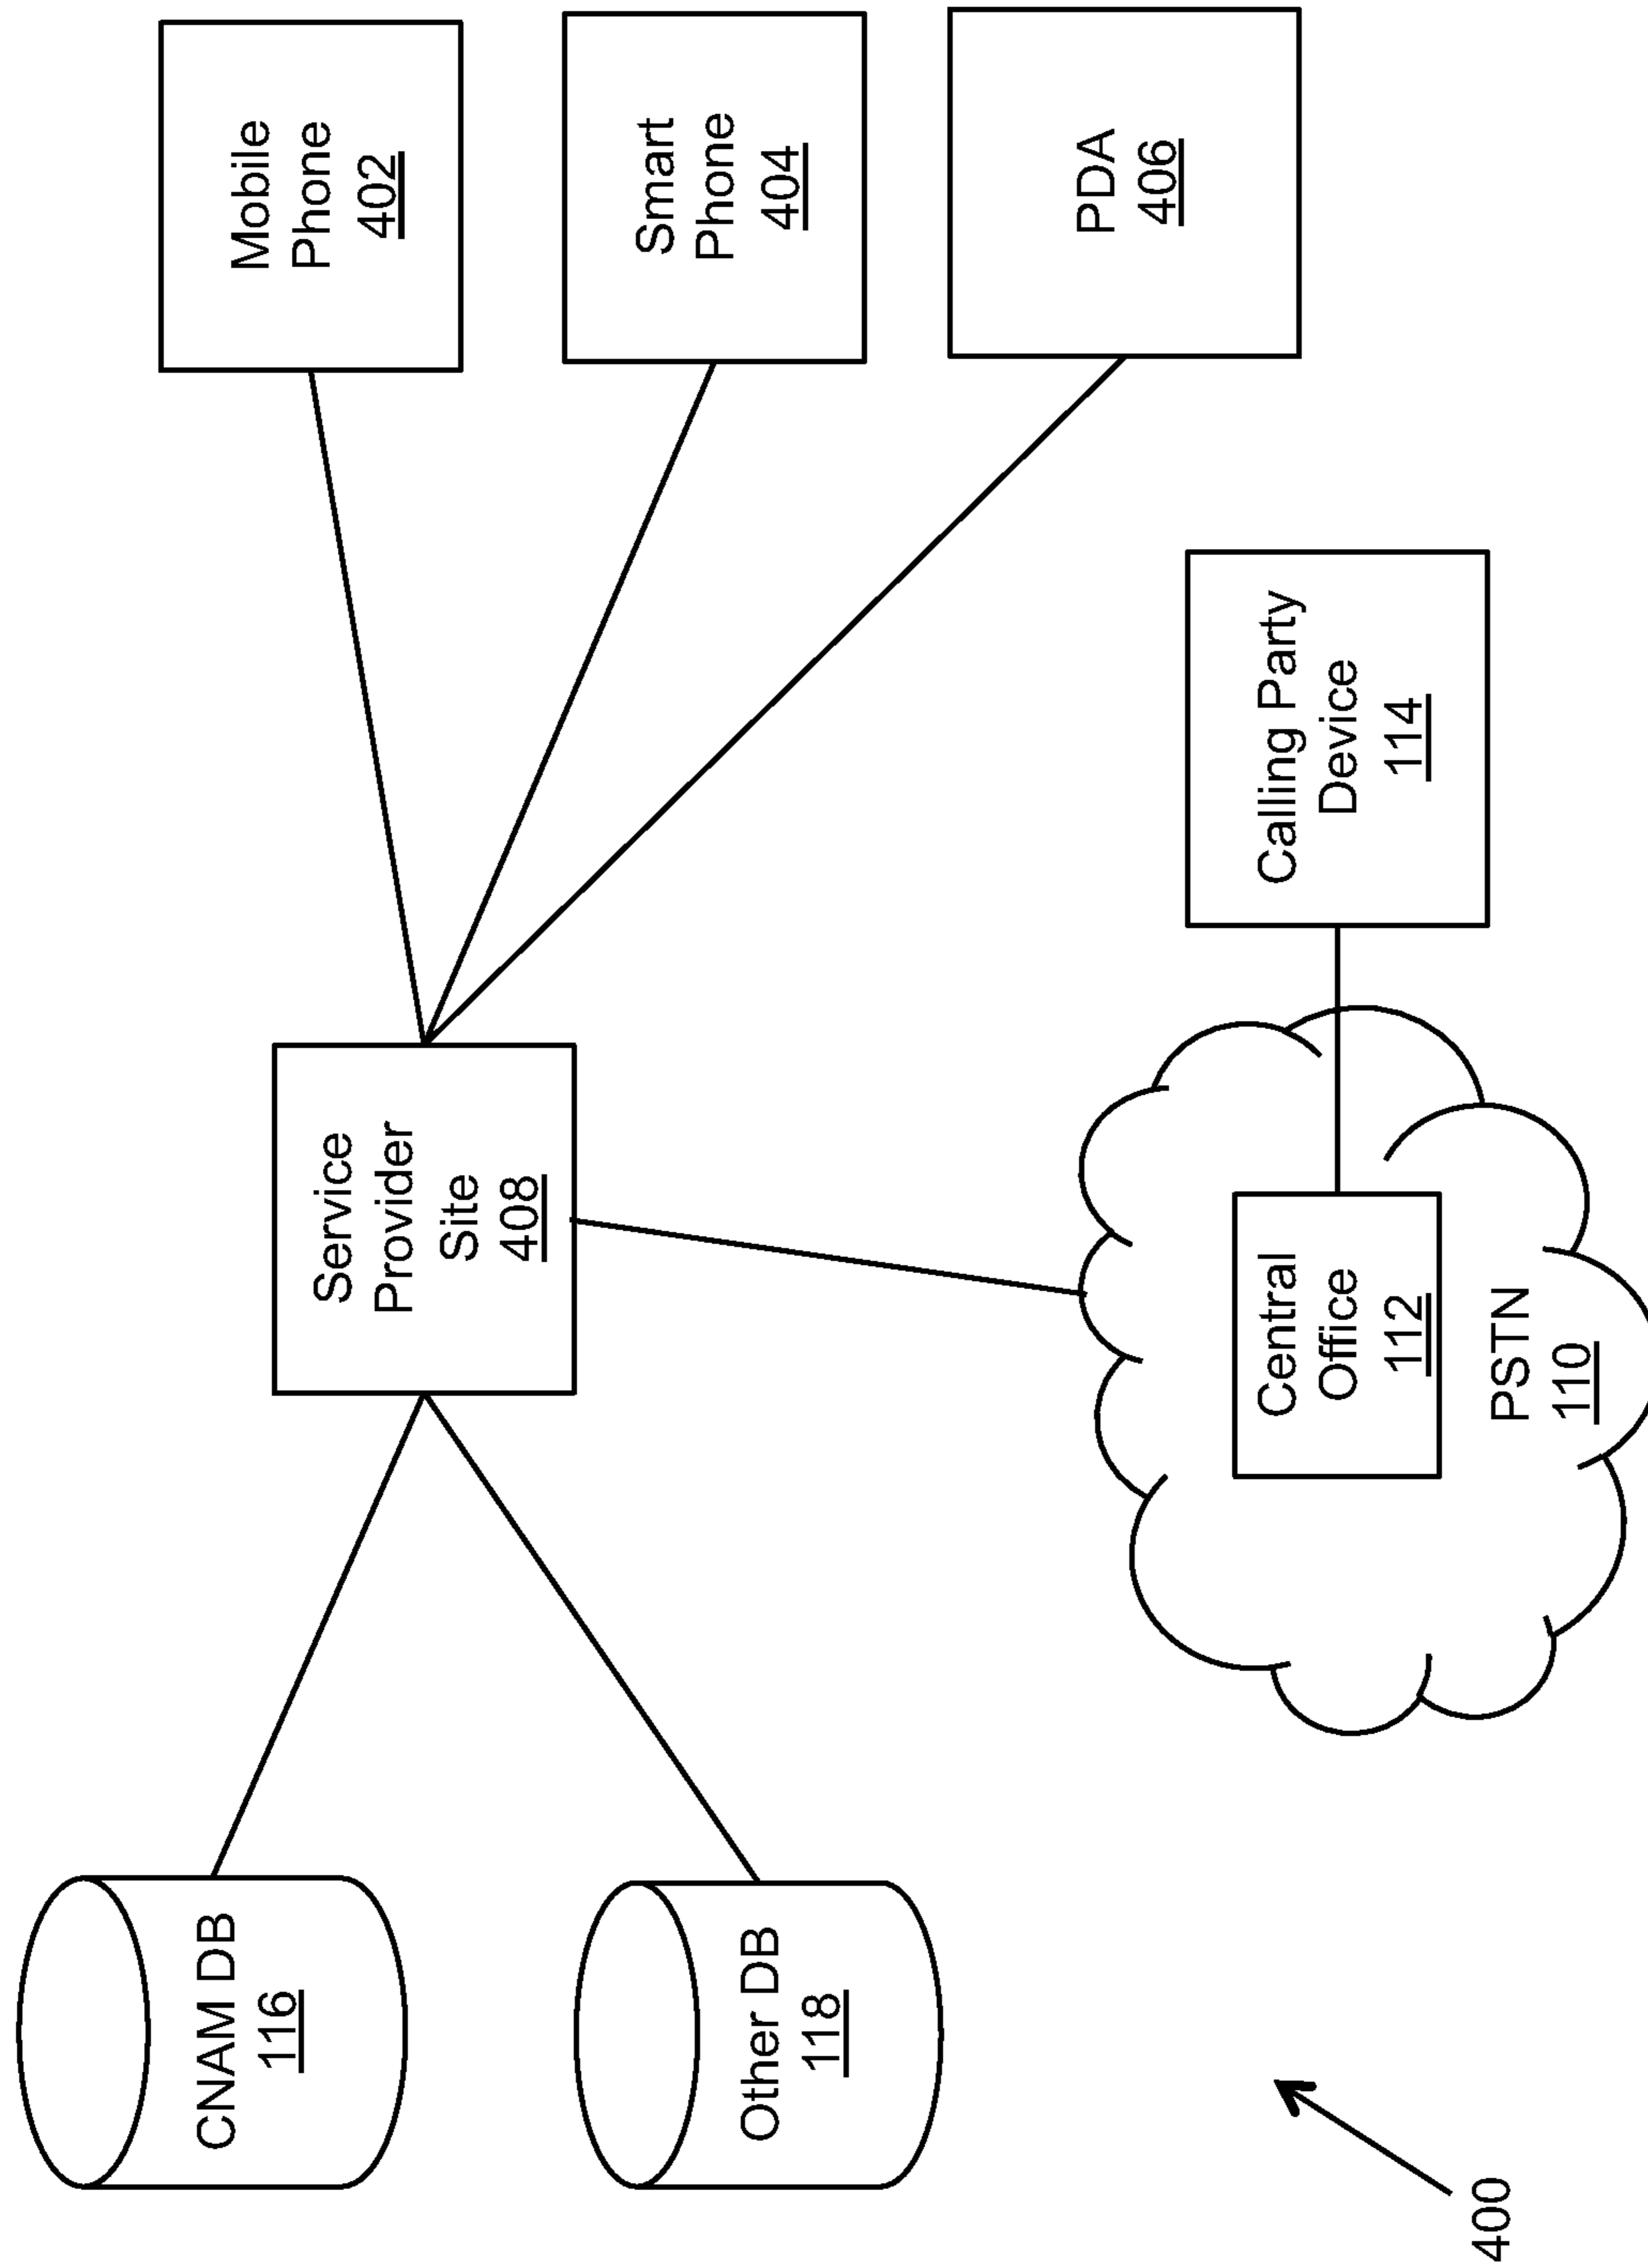 CNAM DB
116
Other DB
118
Service
Provider
Site
408
Mobile
Phone
402
Smart
Phone
404
PDA
406
Calling Party
Device
114
Central
Office
112
PSTN
110
400